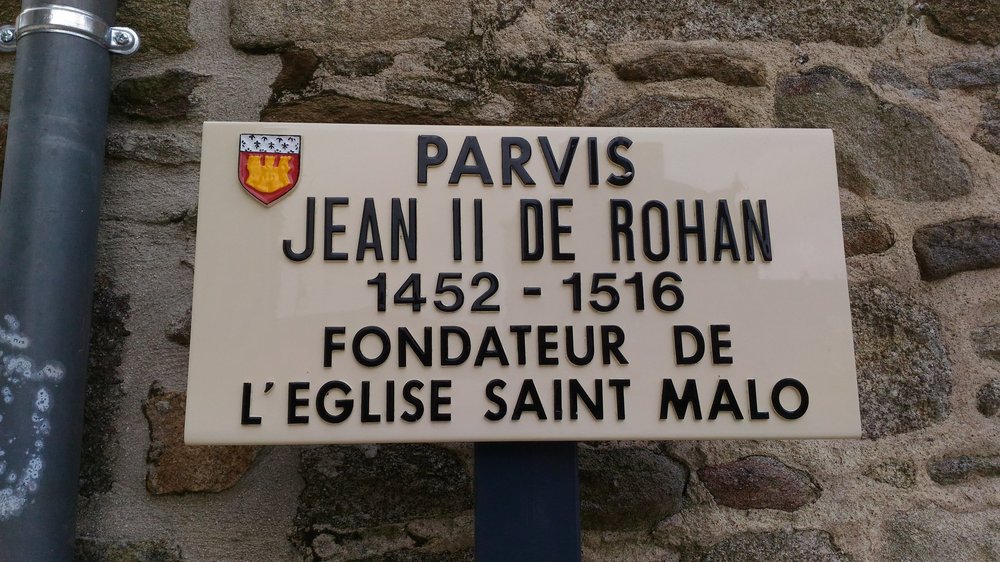 PARVIS
JEAN II DE ROHAN
1452 - 1516
FONDATEUR DE
L'EGLISE SAINT MALO